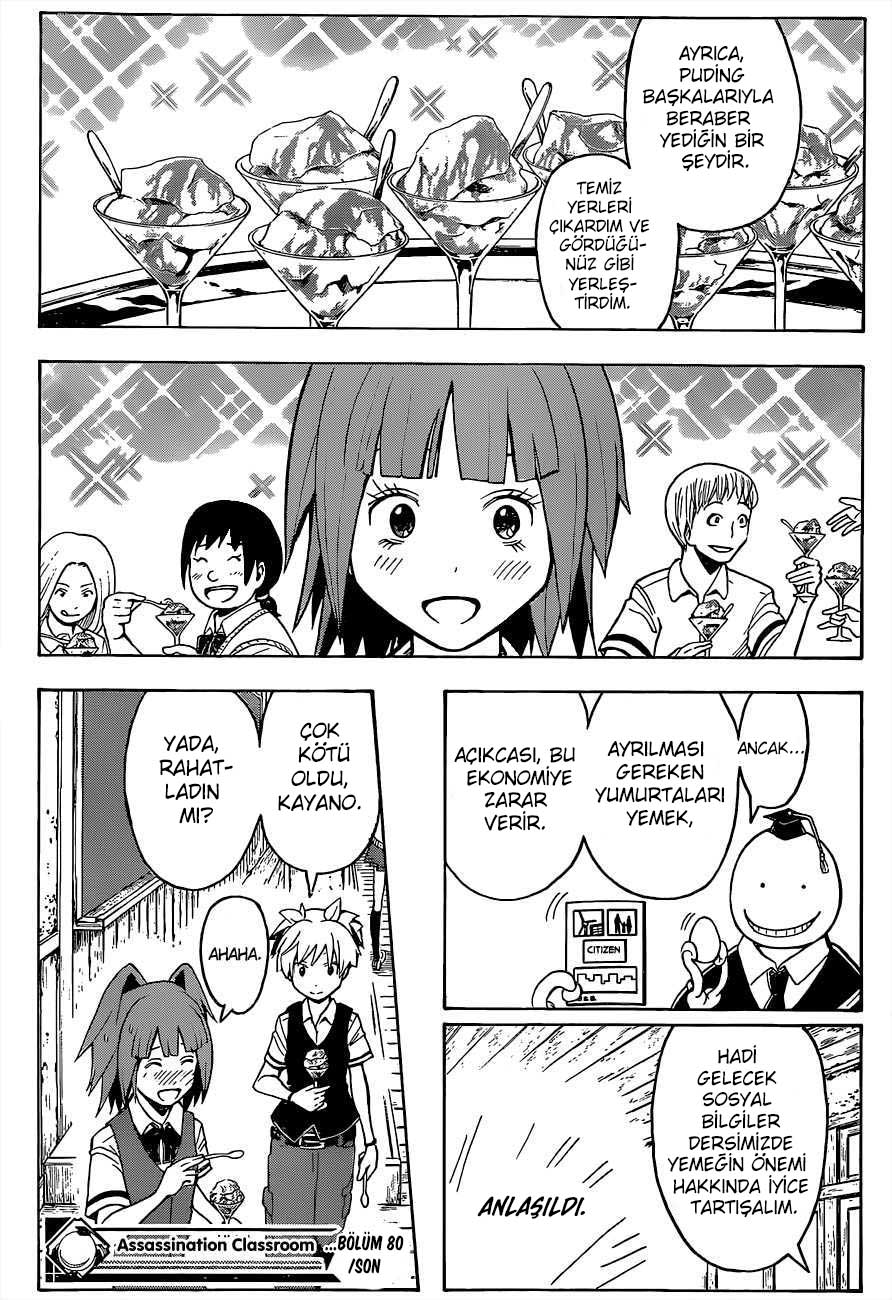 AYRICA,
PUDİNG
BAŞKALARIYLA
BERABER
YEDİĞİN BİR
ŞEYDİR.
TEMİZ
YERLERİ
ÇIKARDIM VE
GÖRDÜĞÜ-
NÜZ GİBİ
YERLEŞ-
TİRDİM.
ANCAK...
AYRILMASI
GEREKEN
YUMURTALARI
YEMEK,
AÇIKCASI, BU
EKONOMİYE
ZARAR
VERİR.
CITIZEN
HADİ
GELECEK
SOSYAL
BİLGİLER
DERSİMİZDE
YEMEĞİN ÖNEMİ
HAKKINDA İYİCE
TARTIŞALIM.
ANLAŞILDI.
ÇOK
KÖTÜ
OLDU,
KAYANO.
YADA,
RAHAT-
LADIN
MI?
AHAHA.
Assassination Classroom ...BÖLÜM 80
/SON